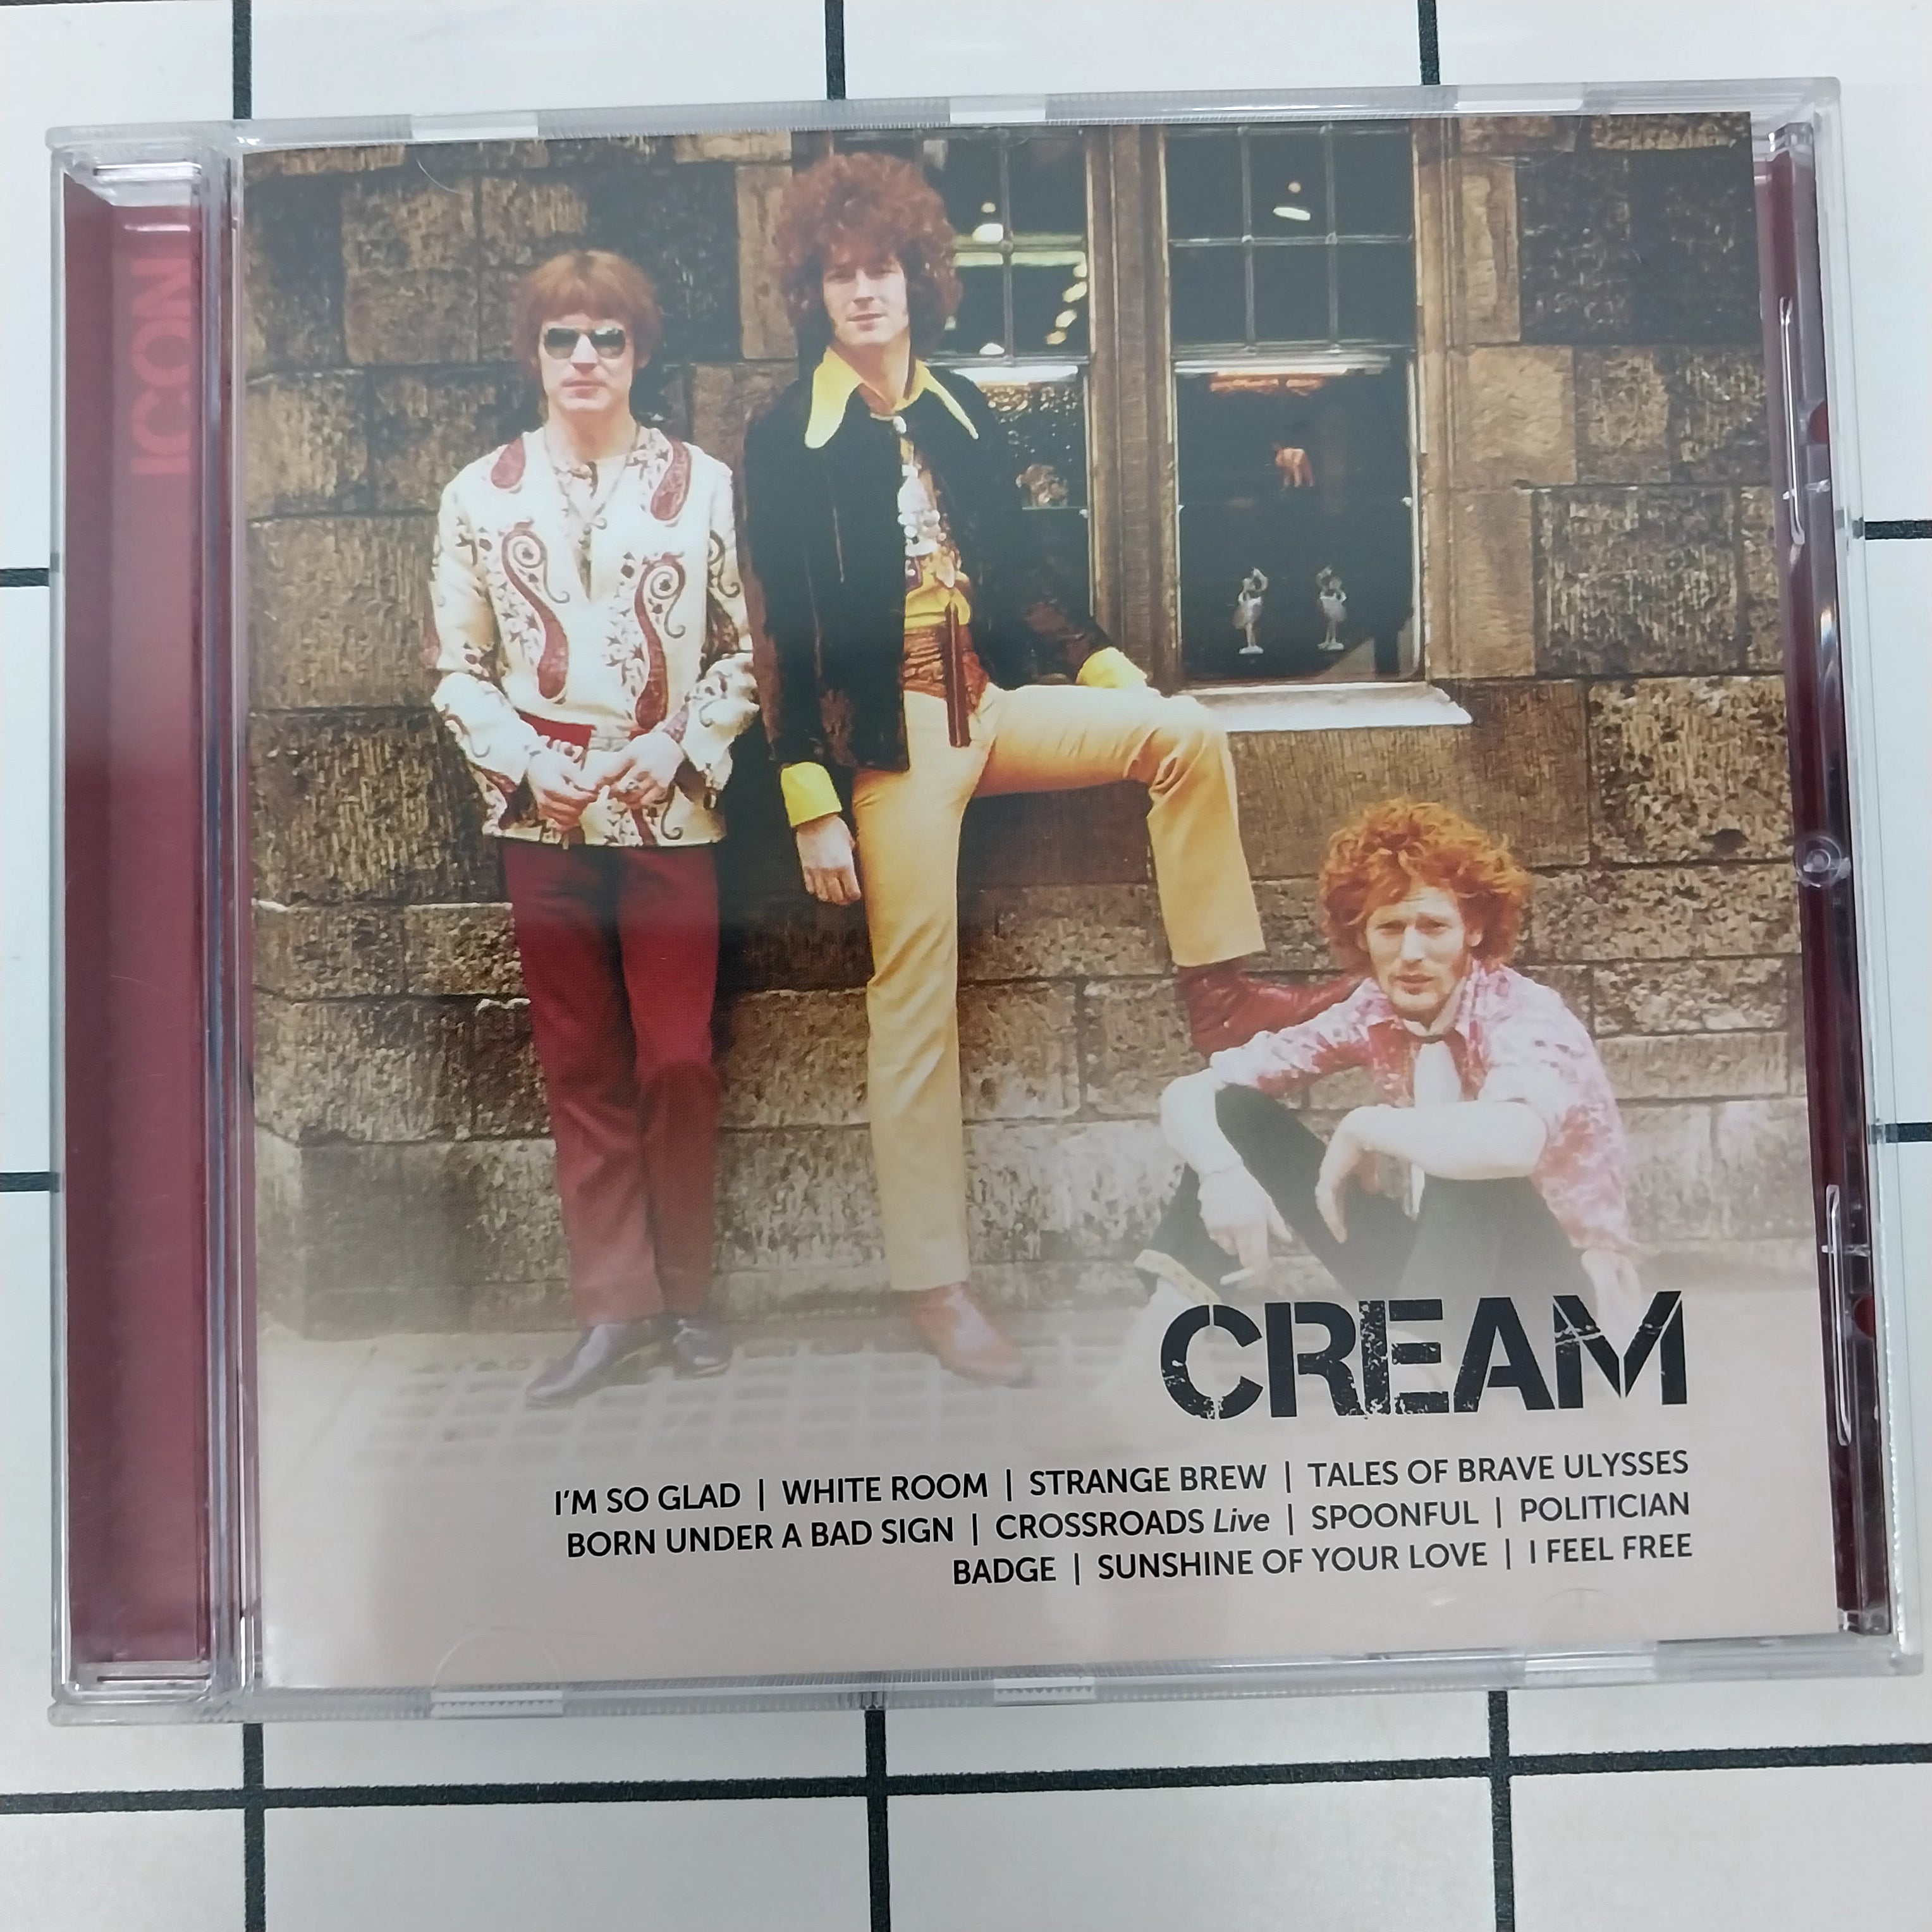 ICON
CREAM
I'M SO GLAD | WHITE ROOM | STRANGE BREW | TALES OF BRAVE ULYSSES
BORN UNDER A BAD SIGN | CROSSROADS Live | SPOONFUL | POLITICIAN
BADGE | SUNSHINE OF YOUR LOVE | I FEEL FREE